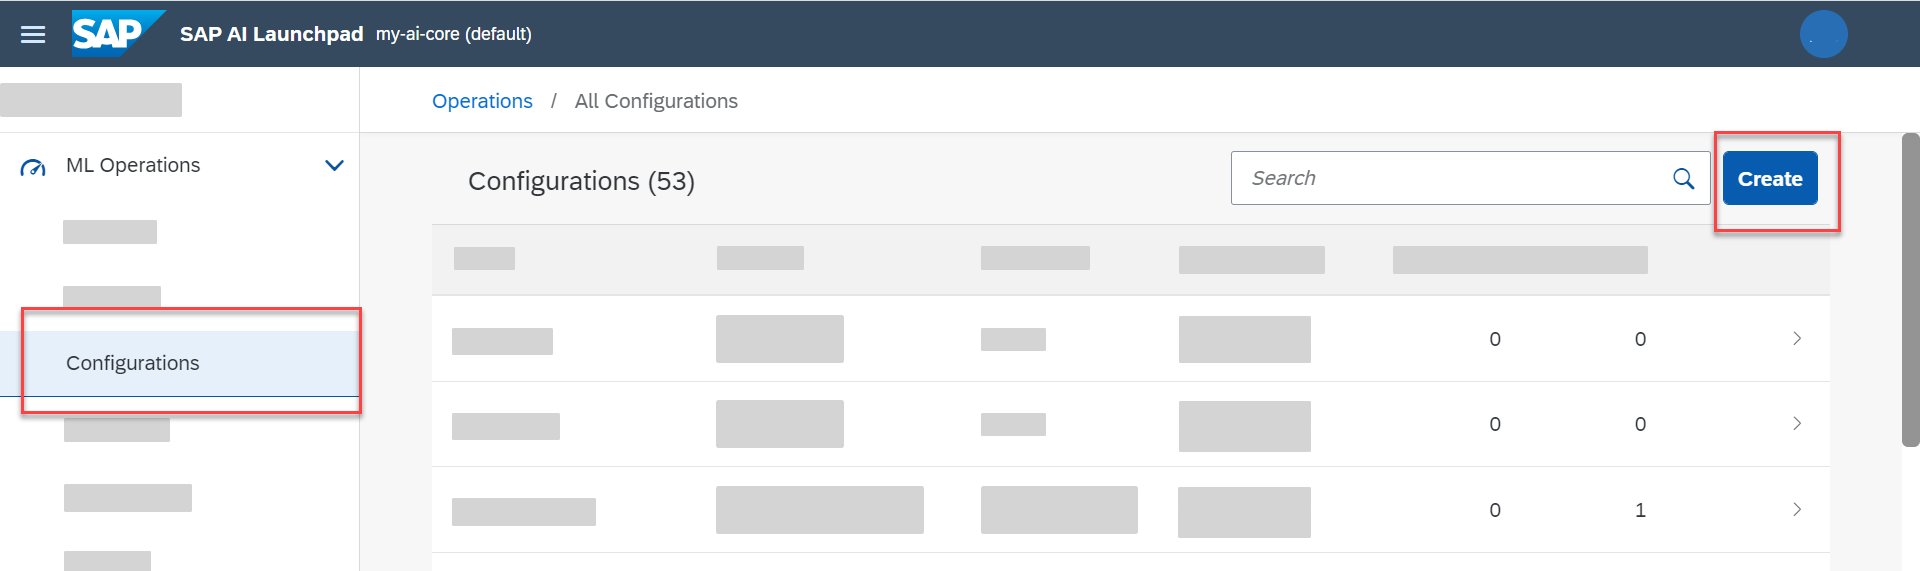 SAP SAP AI Launchpad my-ai-core (default)
Operations / All Configurations
ML Operations
Configurations (53)
Search
Create
Configurations
0 0
0 0
0 1